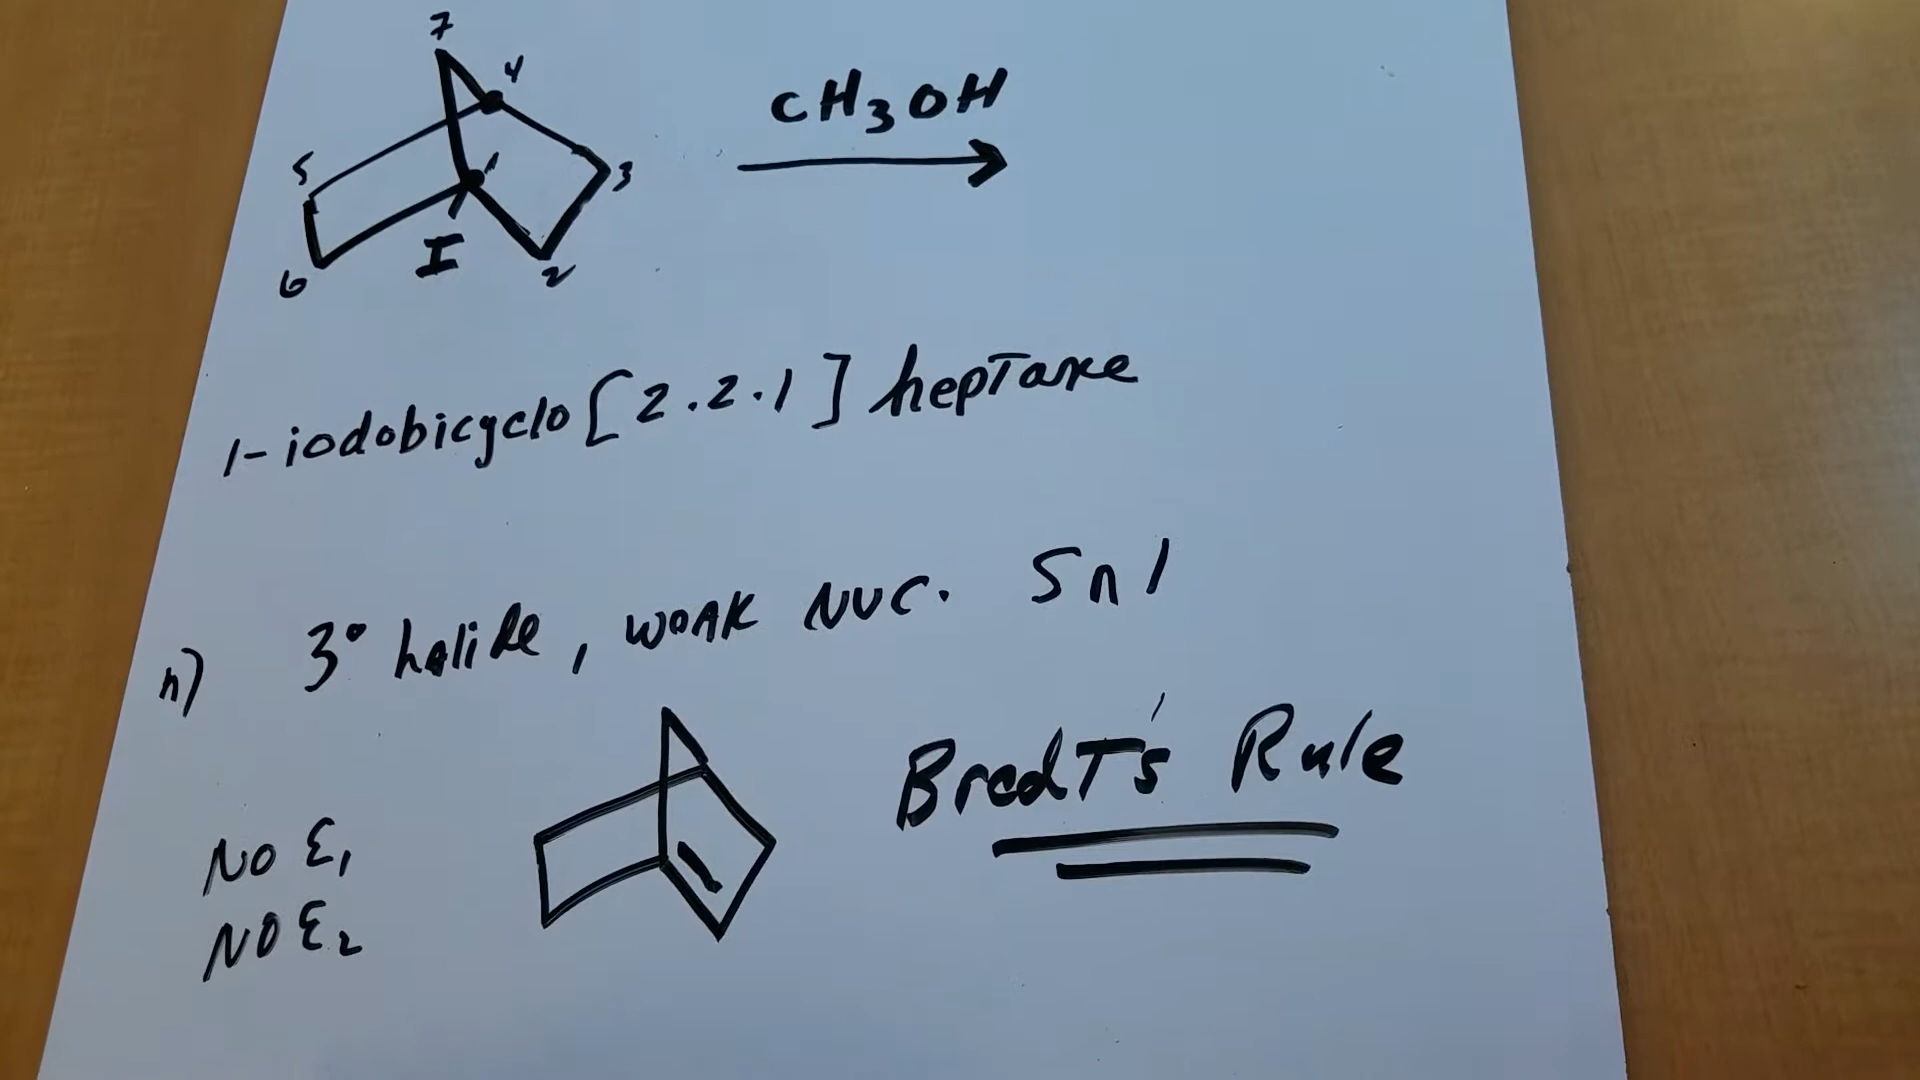 7
4
CH3OH
5
1
3
I
6
2
1-iodobicyclo[2.2.1]heptane
n) 3° halide, weak NUC. Sn1
Bredt's Rule
NO E1
NO E2